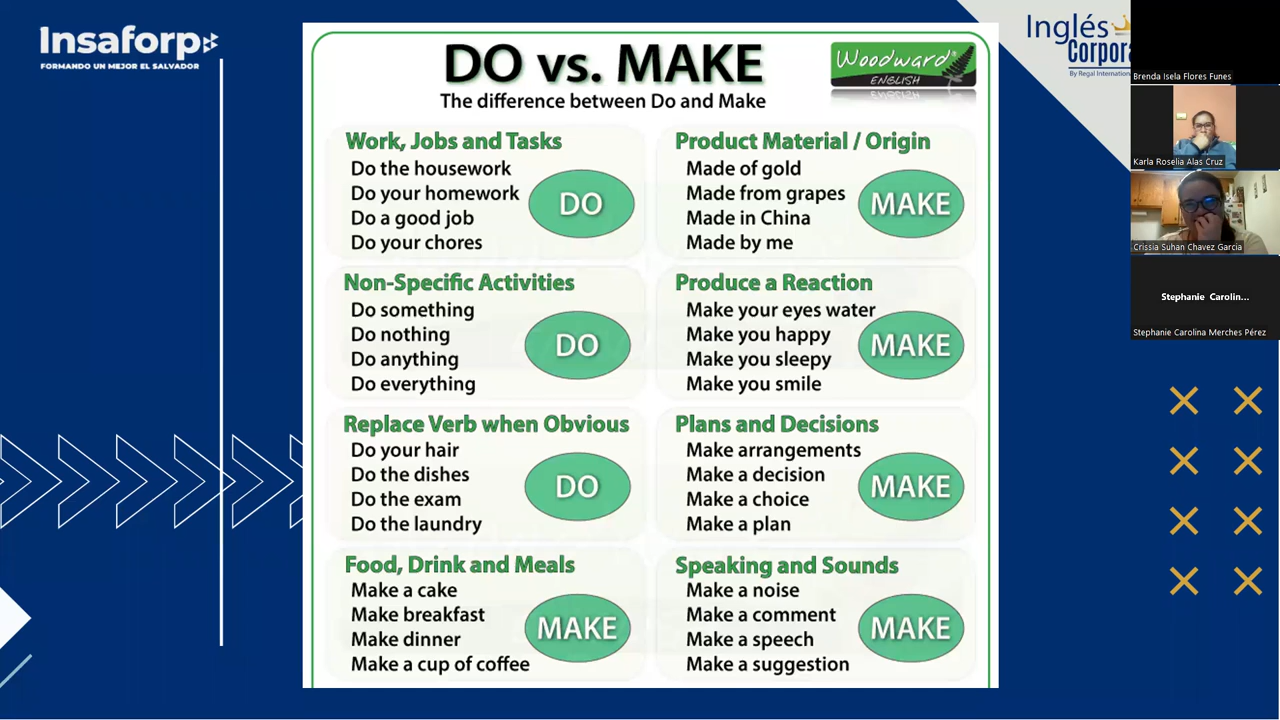 Insaforp
FORMANDO UN MEJOR EL SALVADOR
DO vs. MAKE
The difference between Do and Make
Woodward
ENGLISH
Work, Jobs and Tasks
Do the housework
Do your homework
Do a good job
Do your chores
DO
Product Material / Origin
Made of gold
Made from grapes
Made in China
Made by me
MAKE
Non-Specific Activities
Do something
Do nothing
Do anything
Do everything
DO
Produce a Reaction
Make your eyes water
Make you happy
Make you sleepy
Make you smile
MAKE
Replace Verb when Obvious
Do your hair
Do the dishes
Do the exam
Do the laundry
DO
Plans and Decisions
Make arrangements
Make a decision
Make a choice
Make a plan
MAKE
Food, Drink and Meals
Make a cake
Make breakfast
Make dinner
Make a cup of coffee
MAKE
Speaking and Sounds
Make a noise
Make a comment
Make a speech
Make a suggestion
MAKE
Inglés
Corpora
By Regal Internation
Brenda Isela Flores Funes
Karla Roselia Alas Cruz
Crissia Suhan Chavez Garcia
Stephanie Carolin...
Stephanie Carolina Merches Pérez